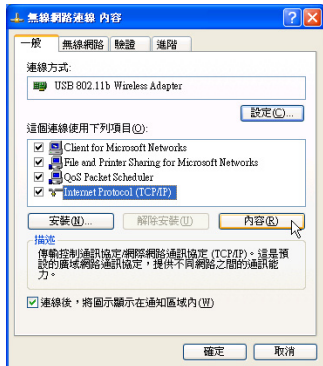 無線網路連線 內容
一般 無線網路 驗證 進階
連線方式:
USB 802.11b Wireless Adapter
設定(C)...
這個連線使用下列項目(O):
Client for Microsoft Networks
File and Printer Sharing for Microsoft Networks
QoS Packet Scheduler
Internet Protocol (TCP/IP)
安裝(N)... 解除安裝(U) 內容(R)
描述
傳輸控制通訊協定/網際網路通訊協定 (TCP/IP)。這是預
設的廣域網路通訊協定，提供不同網路之間的通訊能
力。
連線後，將圖示顯示在通知區域內(W)
確定 取消